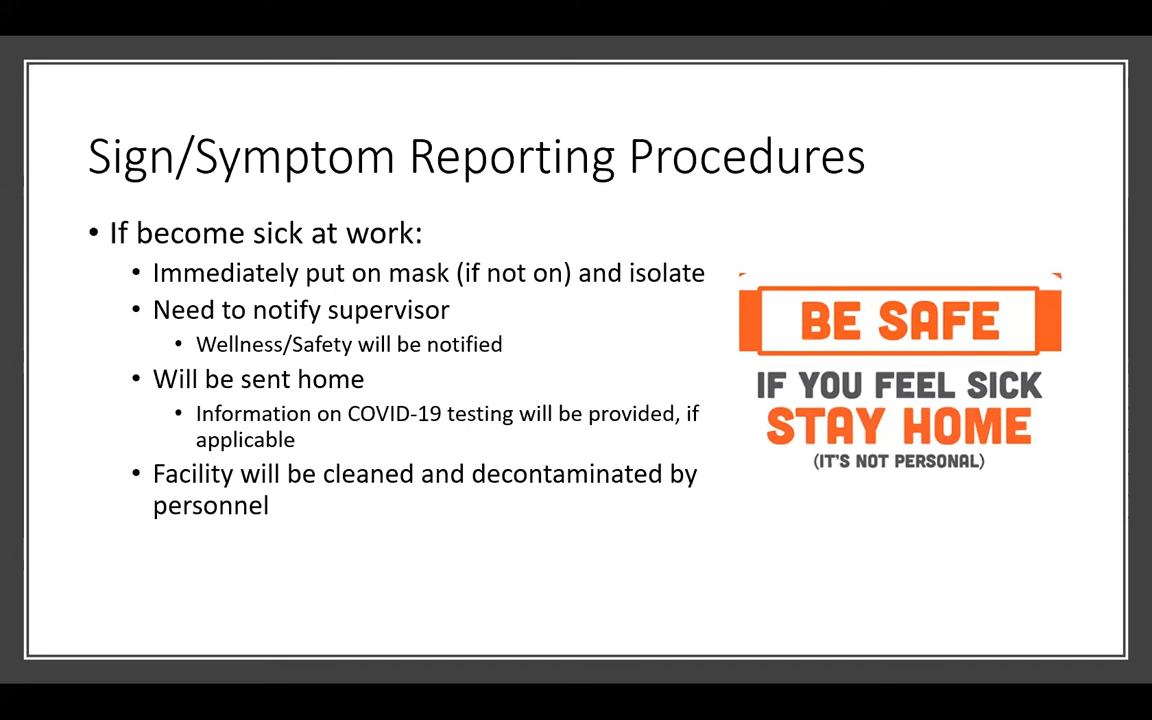 Sign/Symptom Reporting Procedures
• If become sick at work:
• Immediately put on mask (if not on) and isolate
• Need to notify supervisor
• Wellness/Safety will be notified
• Will be sent home
• Information on COVID-19 testing will be provided, if
applicable
• Facility will be cleaned and decontaminated by
personnel
BE SAFE
IF YOU FEEL SICK
STAY HOME
(IT'S NOT PERSONAL)